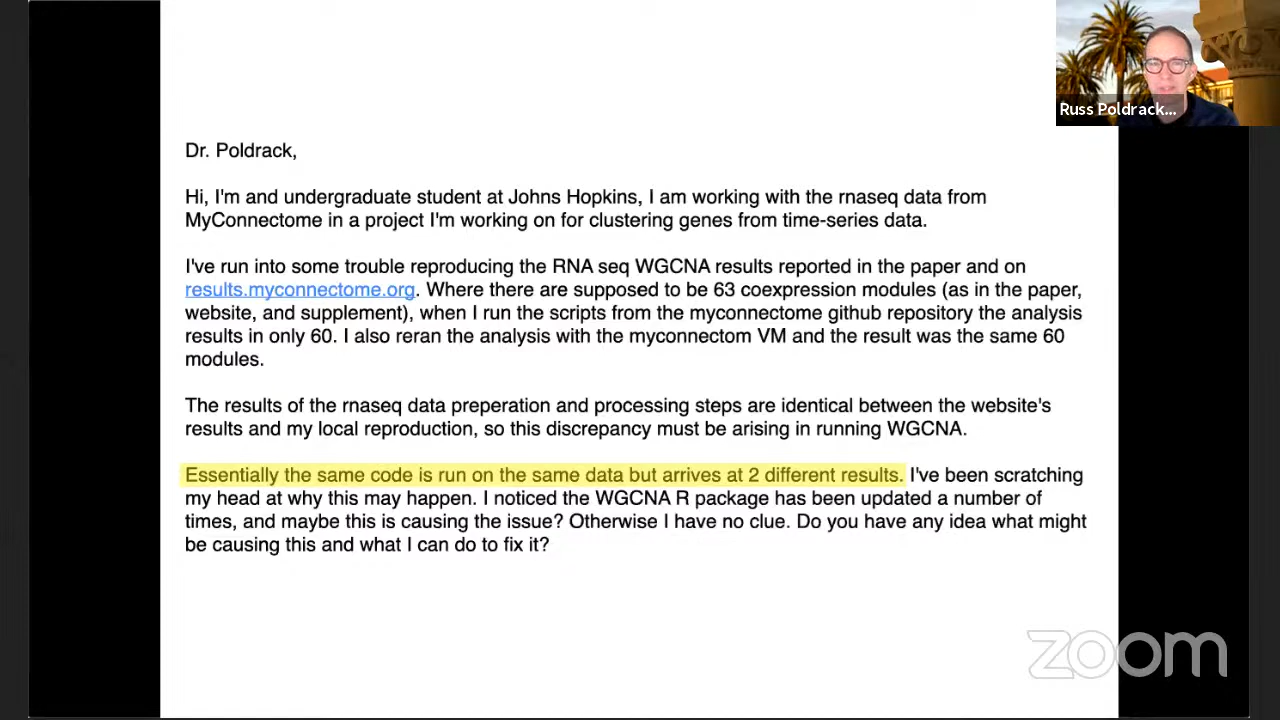 Russ Poldrack...
Dr. Poldrack,
Hi, I'm and undergraduate student at Johns Hopkins, I am working with the rnaseq data from
MyConnectome in a project I'm working on for clustering genes from time-series data.
I've run into some trouble reproducing the RNA seq WGCNA results reported in the paper and on
results.myconnectome.org. Where there are supposed to be 63 coexpression modules (as in the paper,
website, and supplement), when I run the scripts from the myconnectome github repository the analysis
results in only 60. I also reran the analysis with the myconnectom VM and the result was the same 60
modules.
The results of the rnaseq data preperation and processing steps are identical between the website's
results and my local reproduction, so this discrepancy must be arising in running WGCNA.
Essentially the same code is run on the same data but arrives at 2 different results. I've been scratching
my head at why this may happen. I noticed the WGCNA R package has been updated a number of
times, and maybe this is causing the issue? Otherwise I have no clue. Do you have any idea what might
be causing this and what I can do to fix it?
zoom